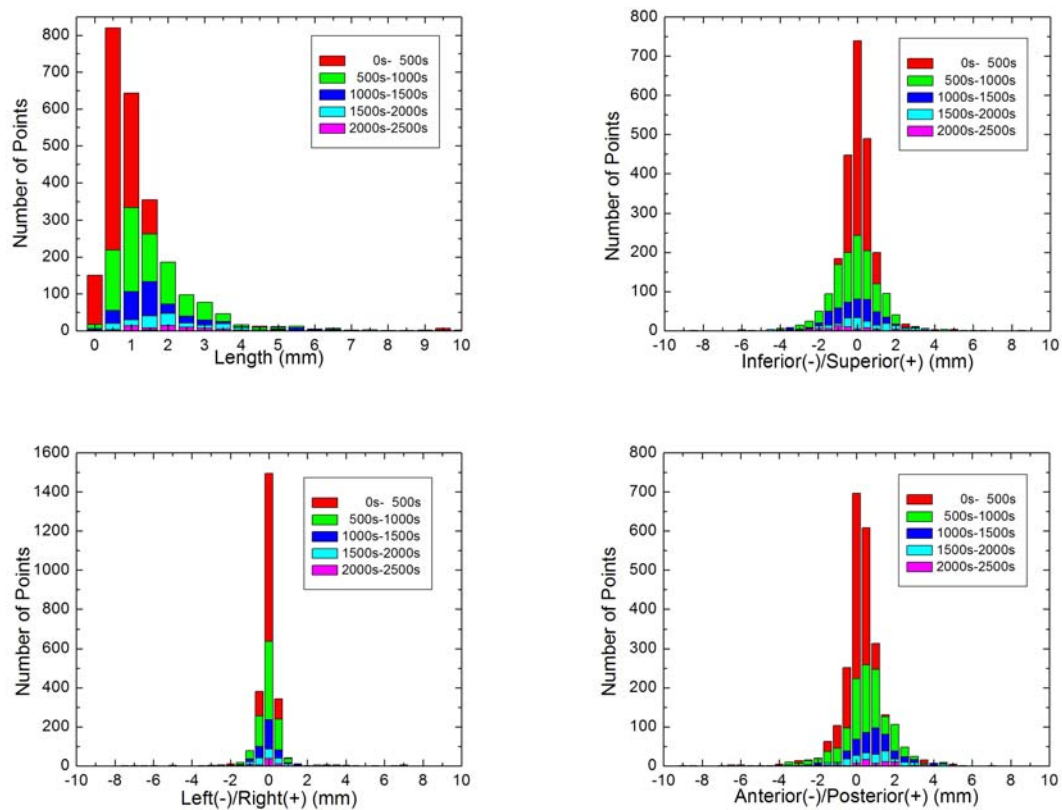 800
700
600
500
400
300
200
100
0
Number of Points
0s- 500s
500s-1000s
1000s-1500s
1500s-2000s
2000s-2500s
0 1 2 3 4 5 6 7 8 9 10
Length (mm)
800
700
600
500
400
300
200
100
0
Number of Points
0s- 500s
500s-1000s
1000s-1500s
1500s-2000s
2000s-2500s
-10 -8 -6 -4 -2 0 2 4 6 8 10
Inferior(-)/Superior(+) (mm)
1600
1400
1200
1000
800
600
400
200
0
Number of Points
0s- 500s
500s-1000s
1000s-1500s
1500s-2000s
2000s-2500s
-10 -8 -6 -4 -2 0 2 4 6 8 10
Left(-)/Right(+) (mm)
800
700
600
500
400
300
200
100
0
Number of Points
0s- 500s
500s-1000s
1000s-1500s
1500s-2000s
2000s-2500s
-10 -8 -6 -4 -2 0 2 4 6 8 10
Anterior(-)/Posterior(+) (mm)